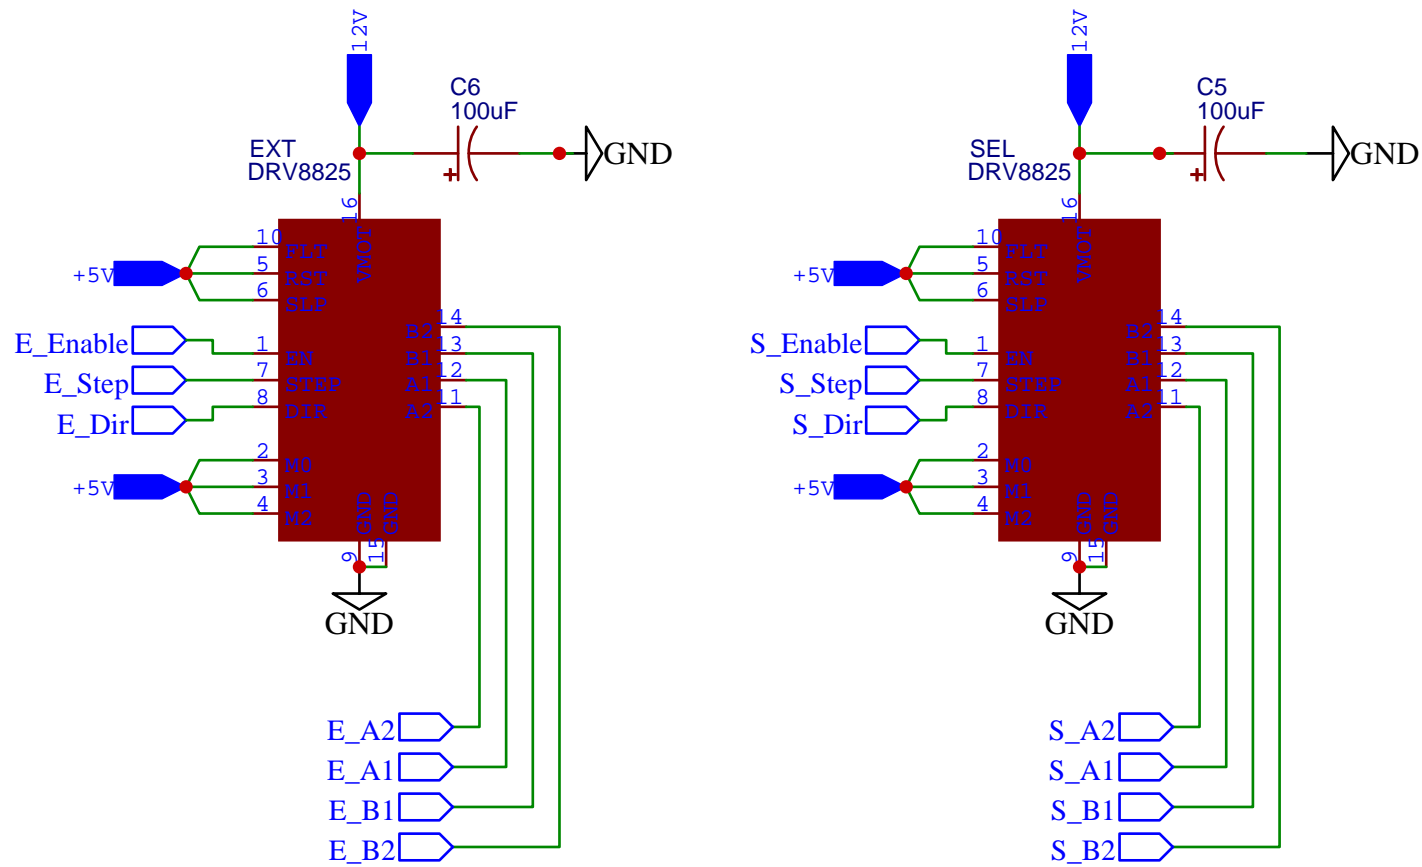 12V
C6
100uF
GND
EXT
DRV8825
16
VMOT
10
FLT
+5V
5
RST
6
SLP
E_Enable
1
EN
E_Step
7
STEP
E_Dir
8
DIR
14
B2
13
B1
12
A1
11
A2
2
M0
+5V
3
M1
4
M2
GND
GND
9
15
GND
E_A2
E_A1
E_B1
E_B2
12V
C5
100uF
GND
SEL
DRV8825
16
VMOT
10
FLT
+5V
5
RST
6
SLP
S_Enable
1
EN
S_Step
7
STEP
S_Dir
8
DIR
14
B2
13
B1
12
A1
11
A2
2
M0
+5V
3
M1
4
M2
GND
GND
9
15
GND
S_A2
S_A1
S_B1
S_B2